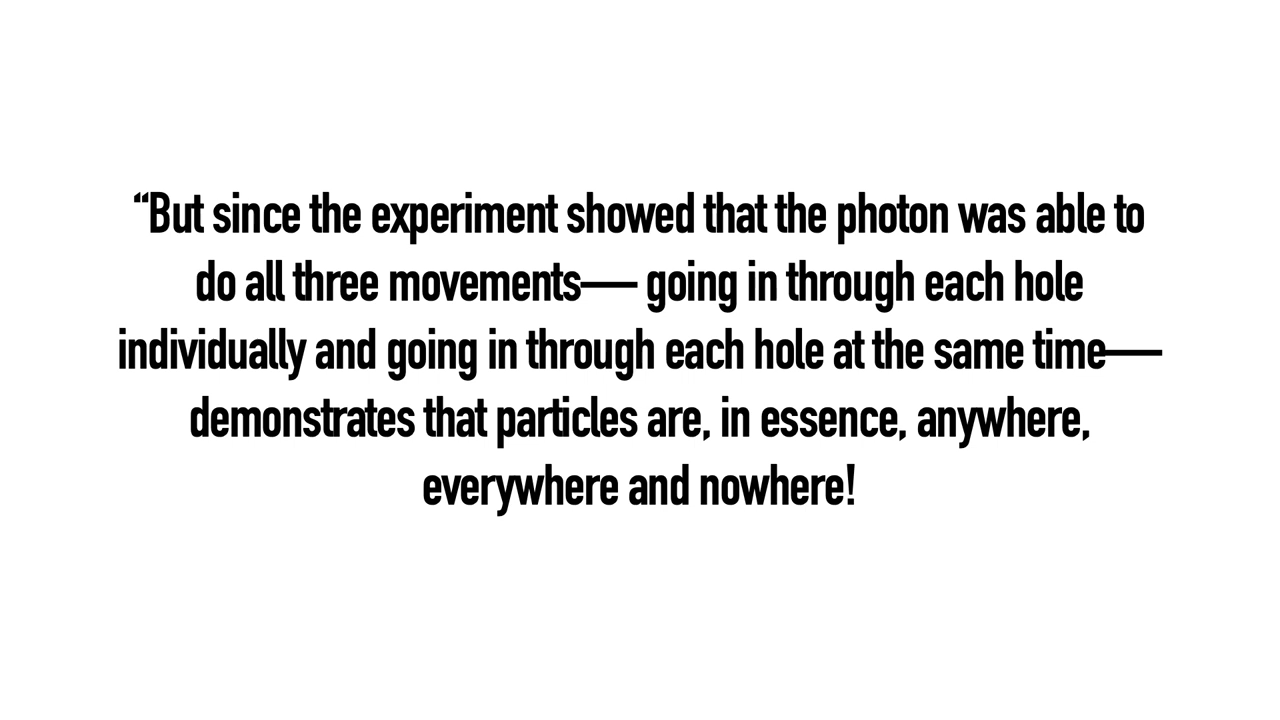 “But since the experiment showed that the photon was able to
do all three movements— going in through each hole
individually and going in through each hole at the same time—
demonstrates that particles are, in essence, anywhere,
everywhere and nowhere!